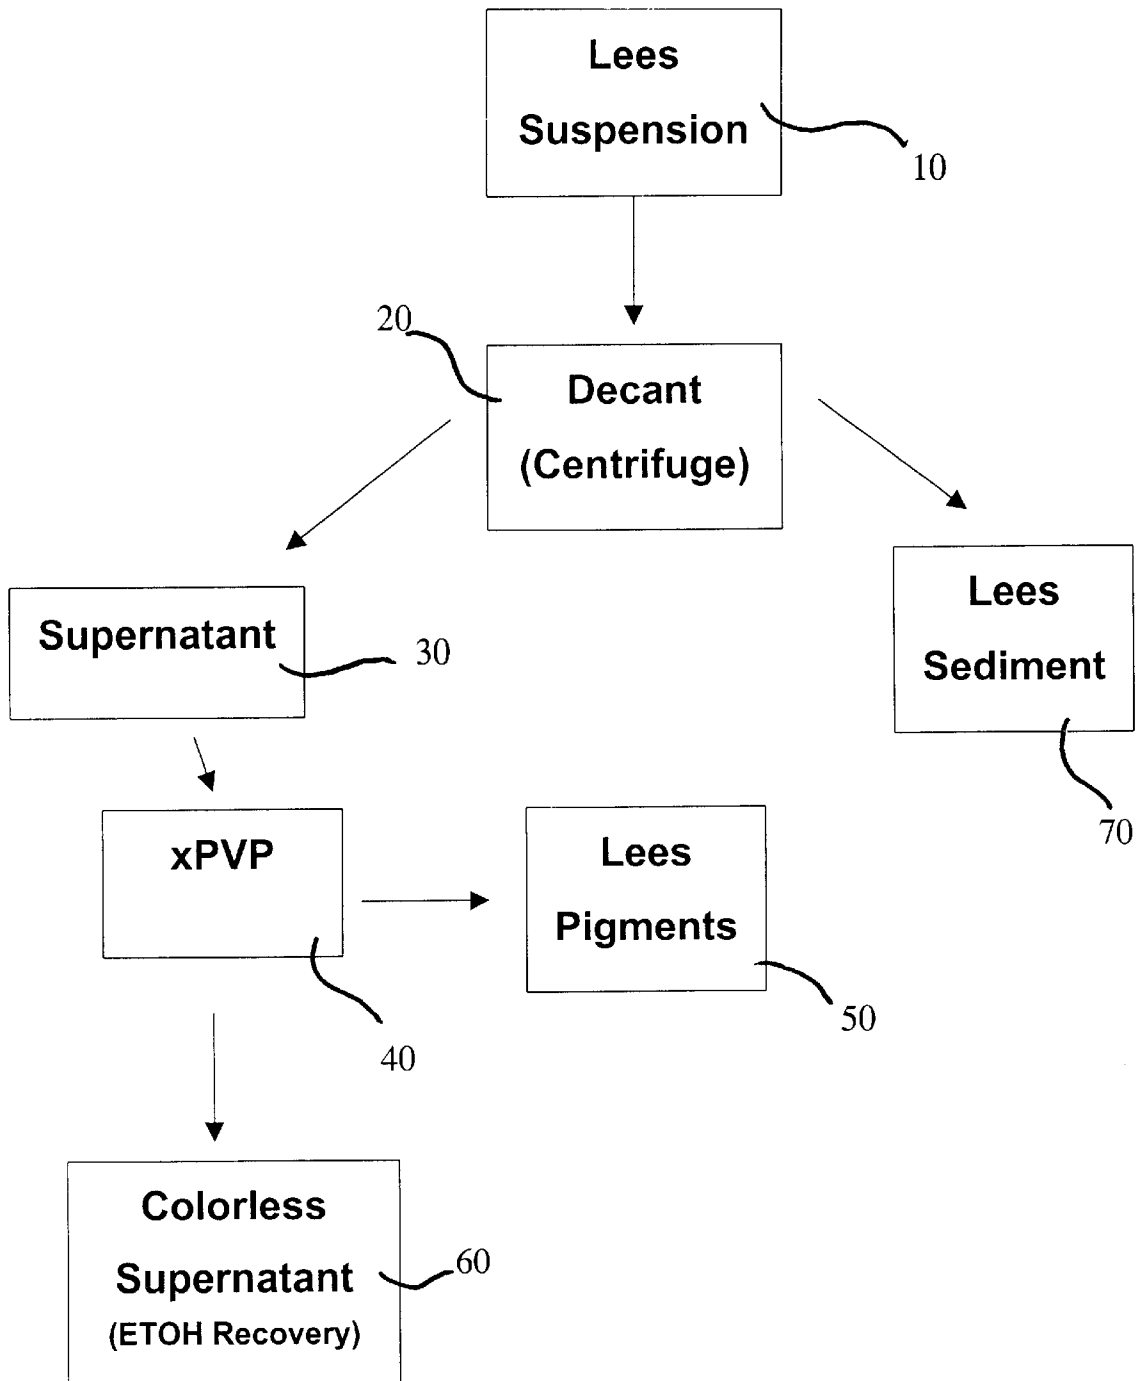 Lees
Suspension
10
20
Decant
(Centrifuge)
Supernatant
30
Lees
Sediment
70
xPVP
40
Lees
Pigments
50
Colorless
Supernatant
(ETOH Recovery)
60